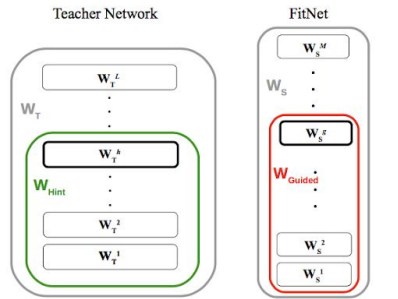 Teacher Network
W_T^L
W_T
W_T^h
W_Hint
W_T^2
W_T^1
FitNet
W_S^M
W_S
W_S^g
W_Guided
W_S^2
W_S^1